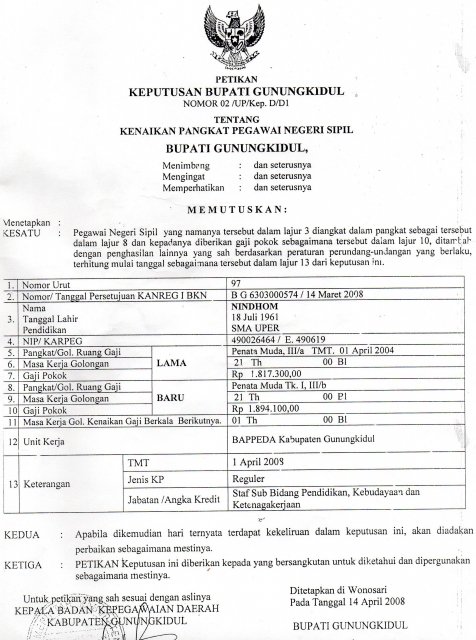 PETIKAN
KEPUTUSAN BUPATI GUNUNGKIDUL
NOMOR 02 /UP/Kep. D/D1
TENTANG
KENAIKAN PANGKAT PEGAWAI NEGERI SIPIL
BUPATI GUNUNGKIDUL,
Menimbang : dan seterusnya
Mengingat : dan seterusnya
Memperhatikan : dan seterusnya
M E M U T U S K A N :
Menetapkan :
KESATU : Pegawai Negeri Sipil yang namanya tersebut dalam lajur 3 diangkat dalam pangkat sebagai tersebut
dalam lajur 8 dan kepadanya diberikan gaji pokok sebagaimana tersebut dalam lajur 10, ditambah
dengan penghasilan lainnya yang sah berdasarkan peraturan perundang-undangan yang berlaku,
terhitung mulai tanggal sebagaimana tersebut dalam lajur 13 dari keputusan ini.
1. Nomor Urut 97
2. Nomor/ Tanggal Persetujuan KANREG I BKN B G 6303000574 / 14 Maret 2008
3. Nama NINDHOM
Tanggal Lahir 18 Juli 1961
Pendidikan SMA UPER
4. NIP/ KARPEG 490026464 / E. 490619
5. Pangkat/Gol. Ruang Gaji LAMA Penata Muda, III/a TMT. 01 April 2004
6. Masa Kerja Golongan 21 Th 00 Bl
7. Gaji Pokok Rp 1.817.300,00
8. Pangkat/Gol. Ruang Gaji BARU Penata Muda Tk. I, III/b
9. Masa Kerja Golongan 21 Th 00 Bl
10 Gaji Pokok Rp 1.894.100,00
11 Masa Kerja Gol. Kenaikan Gaji Berkala Berikutnya. 01 Th 00 Bl
12 Unit Kerja BAPPEDA Kabupaten Gunungkidul
13 Keterangan TMT 1 April 2008
Jenis KP Reguler
Jabatan /Angka Kredit Staf Sub Bidang Pendidikan, Kebudayaan dan
Ketenagakerjaan
KEDUA : Apabila dikemudian hari ternyata terdapat kekeliruan dalam keputusan ini, akan diadakan
perbaikan sebagaimana mestinya.
KETIGA : PETIKAN Keputusan ini diberikan kepada yang bersangkutan untuk diketahui dan dipergunakan
sebagaimana mestinya.
Untuk petikan yang sah sesuai dengan aslinya
KEPALA BADAN KEPEGAWAIAN DAERAH
KABUPATEN GUNUNGKIDUL
Ditetapkan di Wonosari
Pada Tanggal 14 April 2008
BUPATI GUNUNGKIDUL